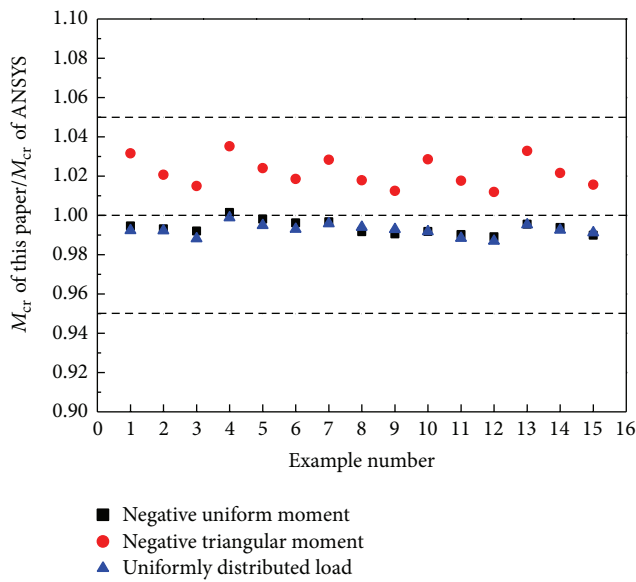 1.10
1.08
1.06
1.04
1.02
1.00
0.98
0.96
0.94
0.92
0.90
M_cr of this paper/M_cr of ANSYS
0 1 2 3 4 5 6 7 8 9 10 11 12 13 14 15 16
Example number
Negative uniform moment
Negative triangular moment
Uniformly distributed load